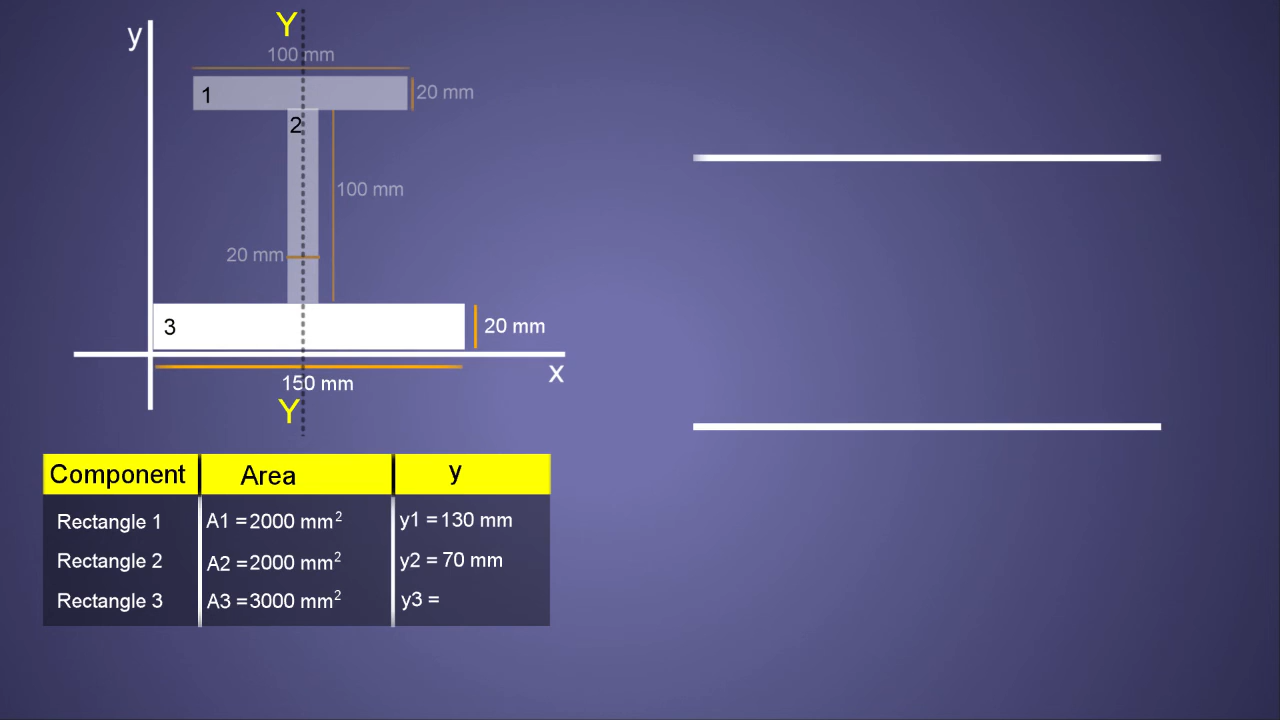 y
Y
100 mm
1
20 mm
2
100 mm
20 mm
3
20 mm
x
150 mm
Y
Component Area y
Rectangle 1 A1 =2000 mm² y1 =130 mm
Rectangle 2 A2 =2000 mm² y2 = 70 mm
Rectangle 3 A3 =3000 mm² y3 =